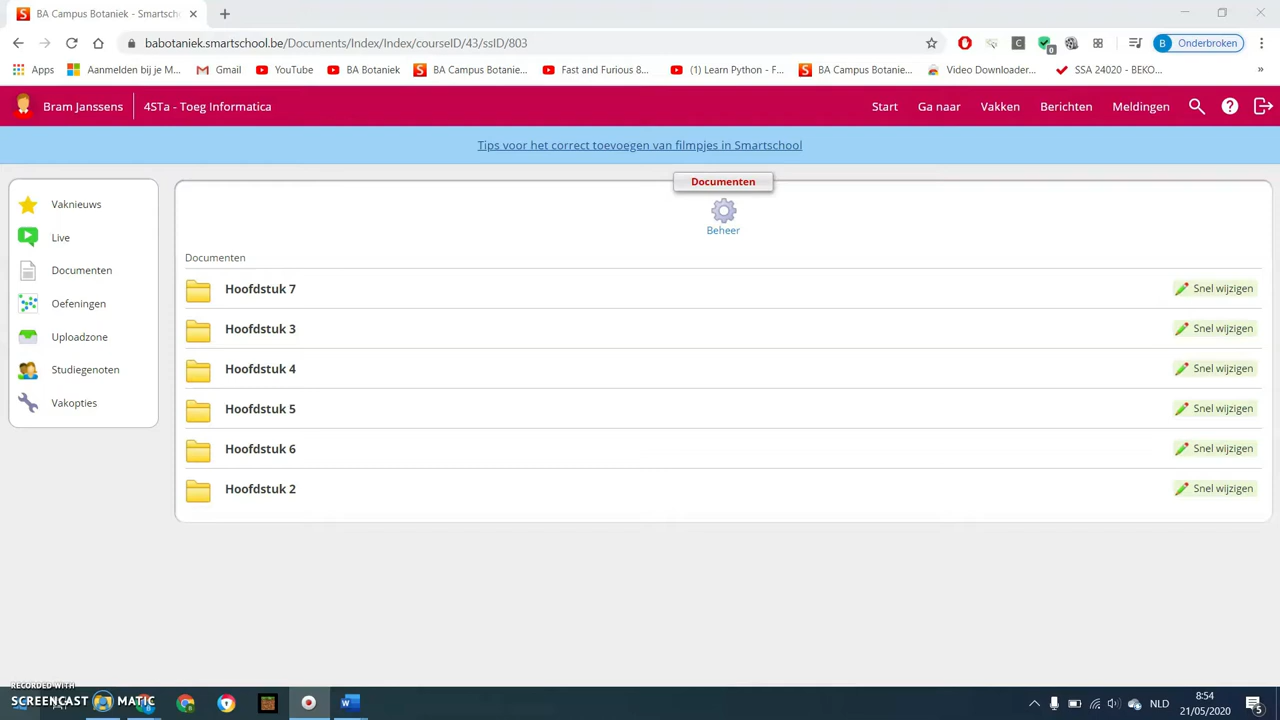 BA Campus Botaniek - Smartsch
babotaniek.smartschool.be/Documents/Index/Index/courseID/43/ssID/803
C
0
B Onderbroken
Apps
Aanmelden bij je M...
Gmail
YouTube
BA Botaniek
BA Campus Botanie...
Fast and Furious 8...
(1) Learn Python - F...
BA Campus Botanie...
Video Downloader...
SSA 24020 - BEKO...
»
Bram Janssens
4STa - Toeg Informatica
Start
Ga naar
Vakken
Berichten
Meldingen
Tips voor het correct toevoegen van filmpjes in Smartschool
Vaknieuws
Live
Documenten
Oefeningen
Uploadzone
Studiegenoten
Vakopties
Documenten
Beheer
Documenten
Hoofdstuk 7 Snel wijzigen
Hoofdstuk 3 Snel wijzigen
Hoofdstuk 4 Snel wijzigen
Hoofdstuk 5 Snel wijzigen
Hoofdstuk 6 Snel wijzigen
Hoofdstuk 2 Snel wijzigen
RECORDED WITH
SCREENCAST MATIC
NLD
8:54
21/05/2020
5